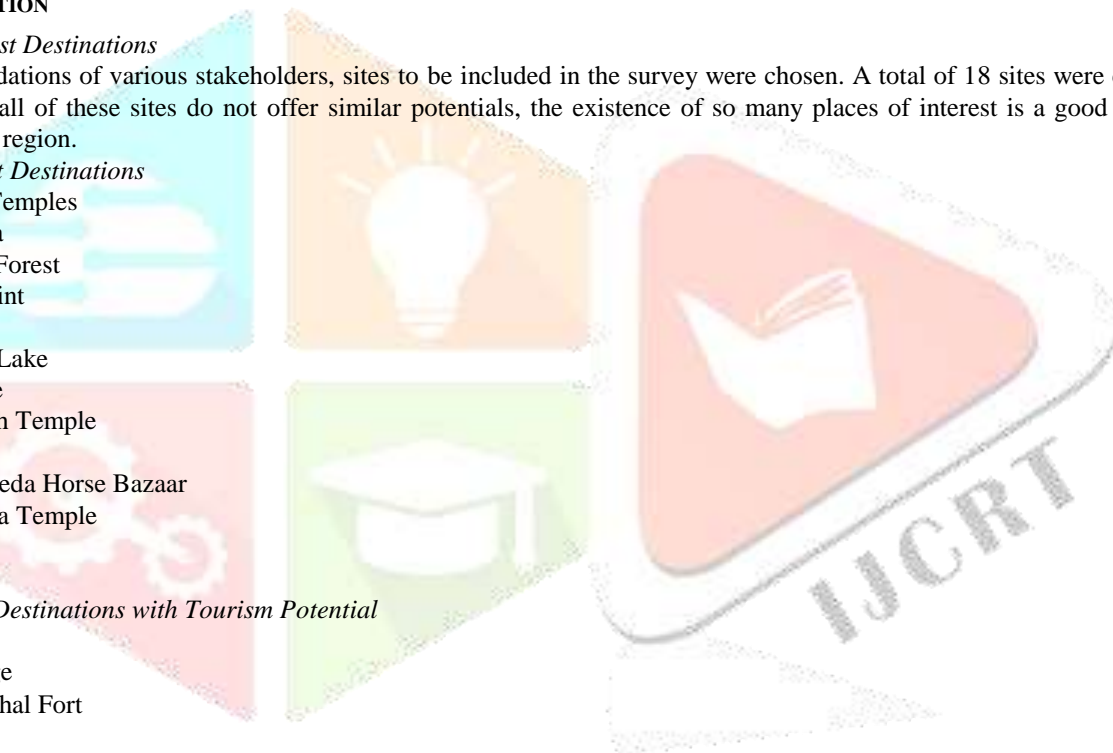 TION
st Destinations
dations of various stakeholders, sites to be included in the survey were chosen. A total of 18 sites were
all of these sites do not offer similar potentials, the existence of so many places of interest is a good
region.
t Destinations
Temples
a
Forest
int
Lake
e
n Temple
eda Horse Bazaar
a Temple
Destinations with Tourism Potential
ge
hal Fort
IJCRT